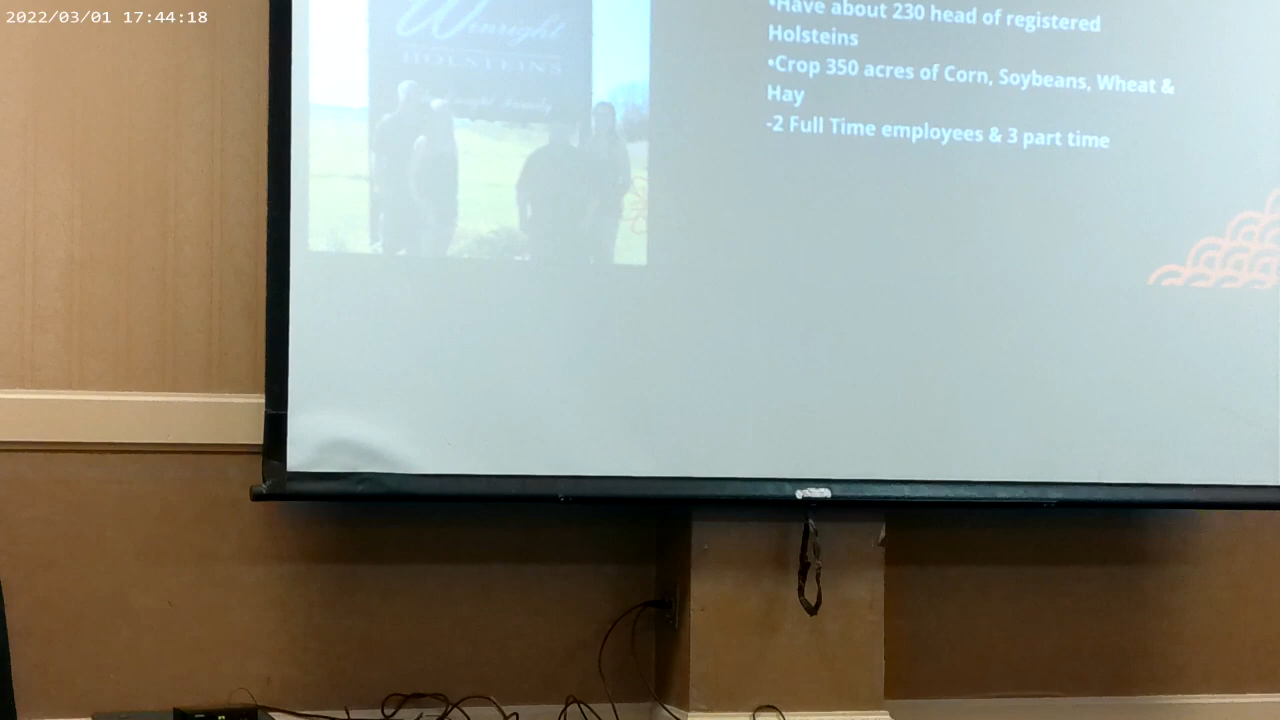 2022/03/01 17:44:18
Wenright
HOLSTEINS
•Have about 230 head of registered
Holsteins
•Crop 350 acres of Corn, Soybeans, Wheat &
Hay
-2 Full Time employees & 3 part time